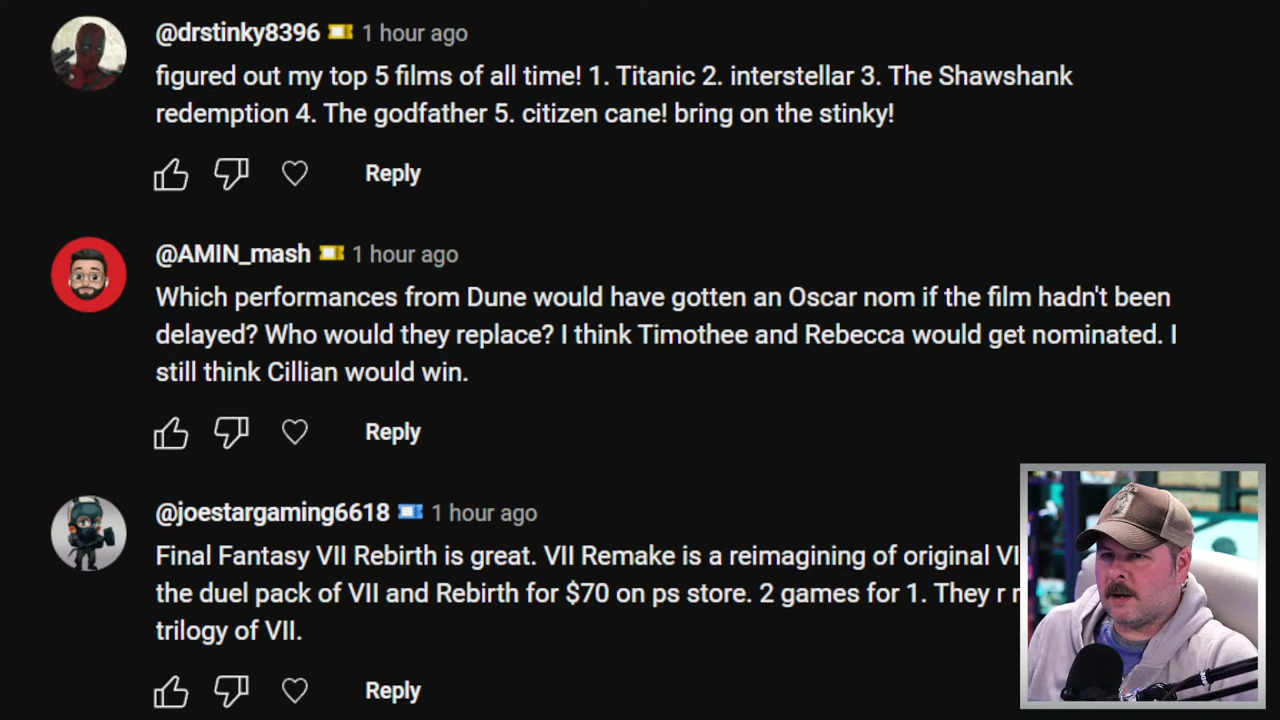 @drstinky8396 1 hour ago
figured out my top 5 films of all time! 1. Titanic 2. interstellar 3. The Shawshank
redemption 4. The godfather 5. citizen cane! bring on the stinky!
Reply
@AMIN_mash 1 hour ago
Which performances from Dune would have gotten an Oscar nom if the film hadn't been
delayed? Who would they replace? I think Timothee and Rebecca would get nominated. I
still think Cillian would win.
Reply
@joestargaming6618 1 hour ago
Final Fantasy VII Rebirth is great. VII Remake is a reimagining of original
the duel pack of VII and Rebirth for $70 on ps store. 2 games for 1. They r
trilogy of VII.
Reply